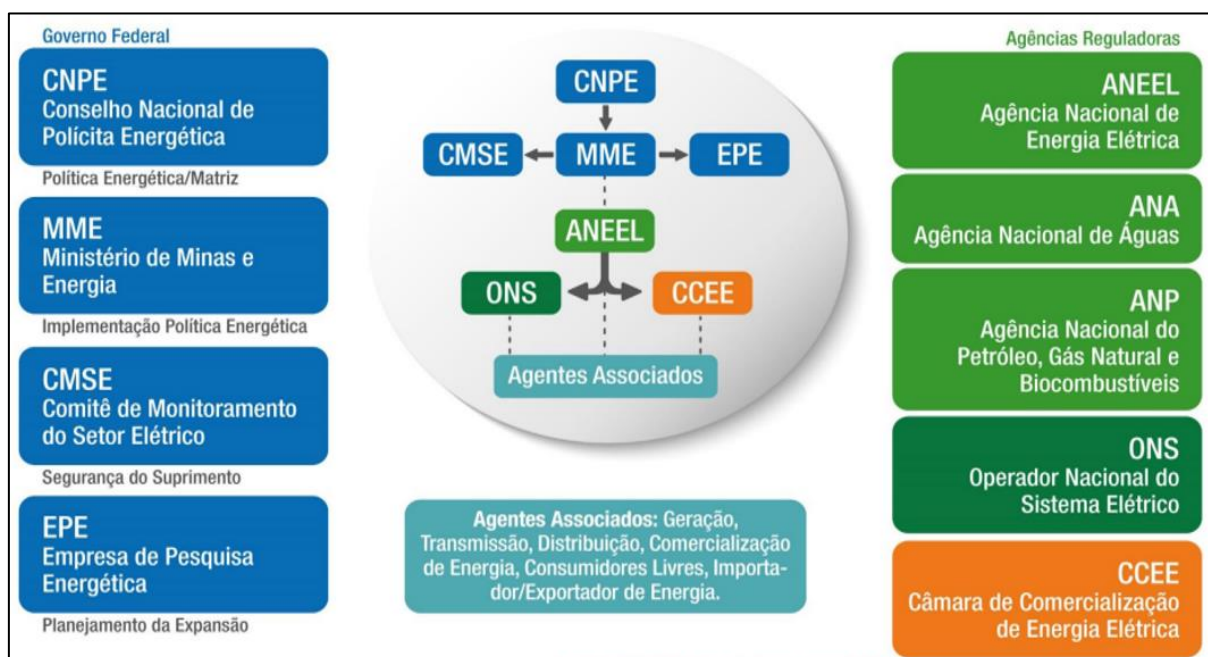 Governo Federal
CNPE
Conselho Nacional de
Polícita Energética
Política Energética/Matriz
MME
Ministério de Minas e
Energia
Implementação Política Energética
CMSE
Comitê de Monitoramento
do Setor Elétrico
Segurança do Suprimento
EPE
Empresa de Pesquisa
Energética
Planejamento da Expansão
CNPE
CMSE
MME
EPE
ANEEL
ONS
CCEE
Agentes Associados
Agentes Associados: Geração,
Transmissão, Distribuição, Comercialização
de Energia, Consumidores Livres, Importa-
dor/Exportador de Energia.
Agências Reguladoras
ANEEL
Agência Nacional de
Energia Elétrica
ANA
Agência Nacional de Águas
ANP
Agência Nacional do
Petróleo, Gás Natural e
Biocombustíveis
ONS
Operador Nacional do
Sistema Elétrico
CCEE
Câmara de Comercialização
de Energia Elétrica